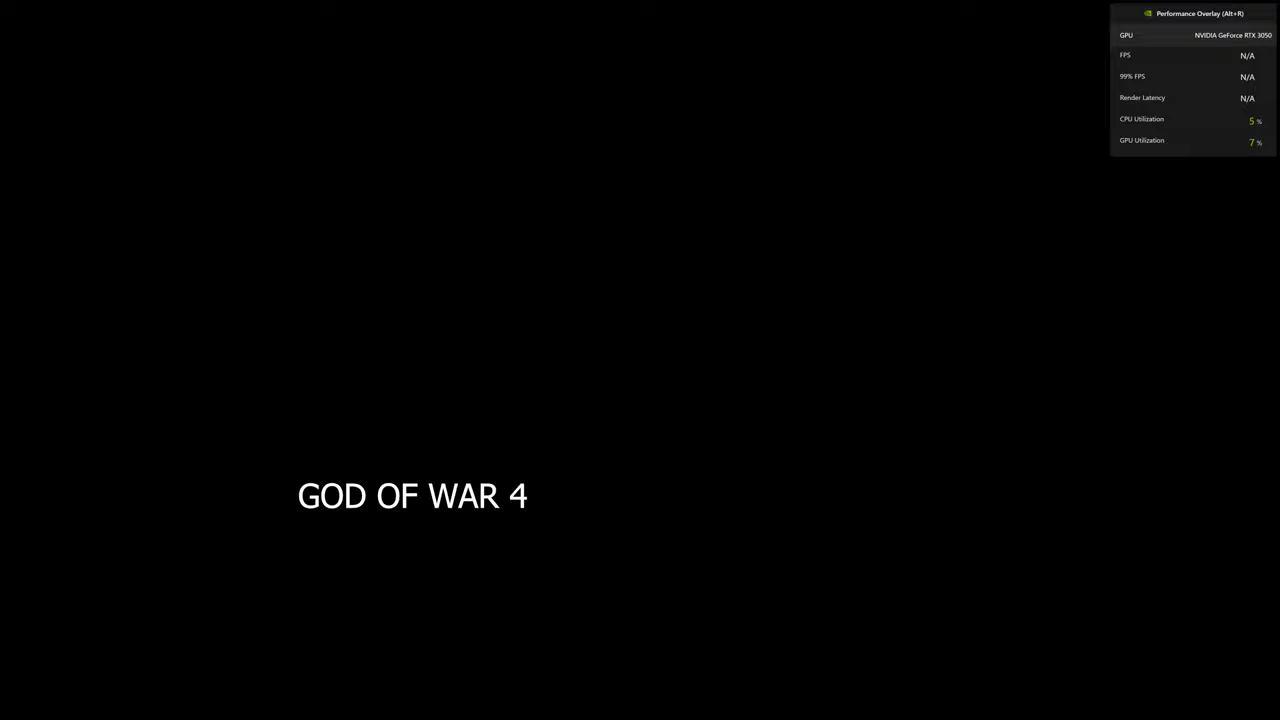 Performance Overlay (Alt+R)
GPU NVIDIA GeForce RTX 3050
FPS N/A
99% FPS N/A
Render Latency N/A
CPU Utilization 5 %
GPU Utilization 7 %
GOD OF WAR 4